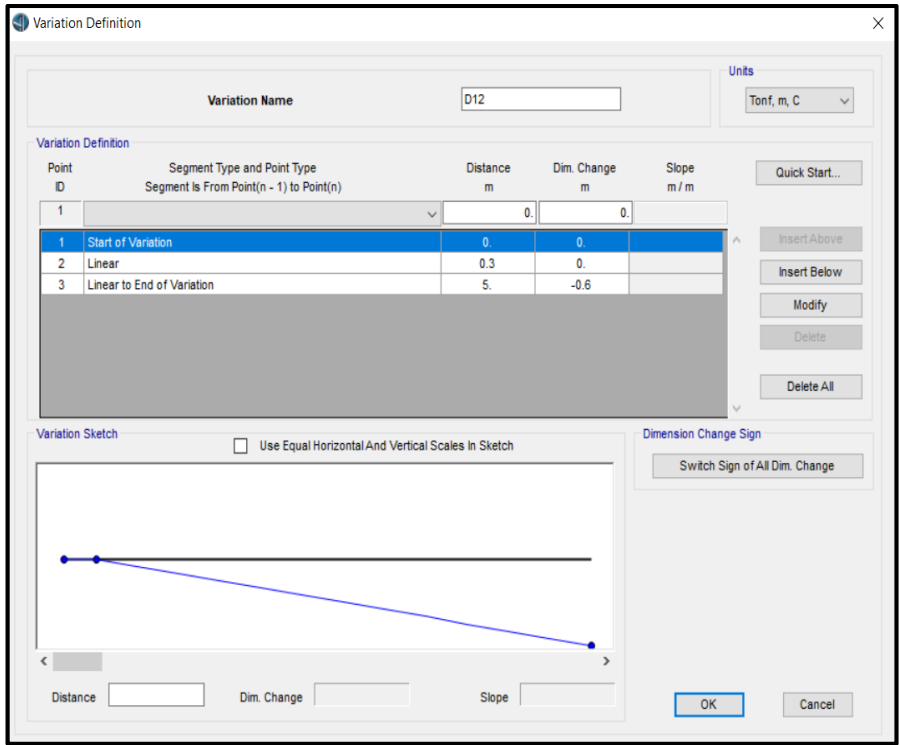 Variation Definition
Variation Name
D12
Units
Tonf, m, C
Variation Definition
Point Segment Type and Point Type Distance Dim. Change Slope
ID Segment Is From Point(n - 1) to Point(n) m m m / m
Quick Start...
1 0. 0.
1 Start of Variation 0. 0.
2 Linear 0.3 0.
3 Linear to End of Variation 5. -0.6
Insert Above
Insert Below
Modify
Delete
Delete All
Variation Sketch
Use Equal Horizontal And Vertical Scales In Sketch
Dimension Change Sign
Switch Sign of All Dim. Change
Distance Dim. Change Slope
OK Cancel